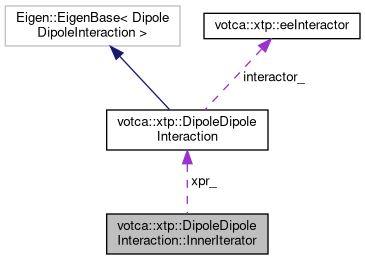 Eigen::EigenBase< Dipole
DipoleInteraction >
votca::xtp::eeInteractor
interactor_
votca::xtp::DipoleDipole
Interaction
xpr_
votca::xtp::DipoleDipole
Interaction::InnerIterator